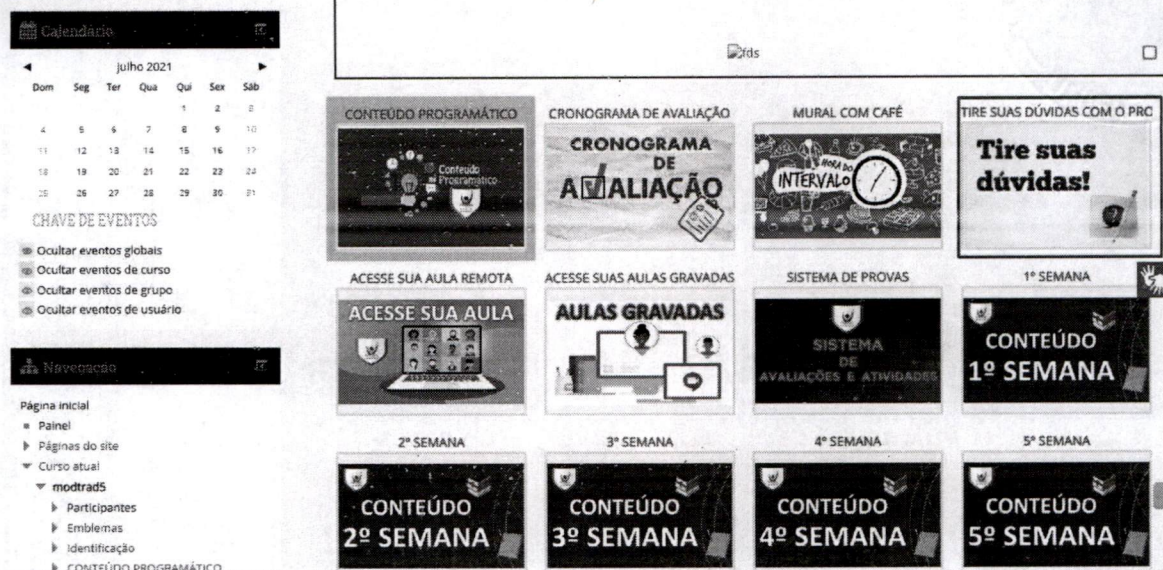 Calendário
julho 2021
Dom Seg Ter Qua Qui Sex Sáb
1 2 3
4 5 6 7 8 9 10
11 12 13 14 15 16 17
18 19 20 21 22 23 24
25 26 27 28 29 30 31
CHAVE DE EVENTOS
Ocultar eventos globais
Ocultar eventos de curso
Ocultar eventos de grupo
Ocultar eventos de usuário
Navegação
Página inicial
Painel
Páginas do site
Curso atual
modtrad5
Participantes
Emblemas
Identificação
CONTEÚDO PROGRAMÁTICO
fds
CONTEÚDO PROGRAMÁTICO
Conteúdo
Programático
CRONOGRAMA DE AVALIAÇÃO
CRONOGRAMA
DE
AVALIAÇÃO
MURAL COM CAFÉ
HORA DO
INTERVALO
TIRE SUAS DÚVIDAS COM O PRO
Tire suas
dúvidas!
ACESSE SUA AULA REMOTA
ACESSE SUA AULA
ACESSE SUAS AULAS GRAVADAS
AULAS GRAVADAS
SISTEMA DE PROVAS
SISTEMA
DE
AVALIAÇÕES E ATIVIDADES
1º SEMANA
CONTEÚDO
1º SEMANA
2º SEMANA
CONTEÚDO
2º SEMANA
3º SEMANA
CONTEÚDO
3º SEMANA
4º SEMANA
CONTEÚDO
4º SEMANA
5º SEMANA
CONTEÚDO
5º SEMANA